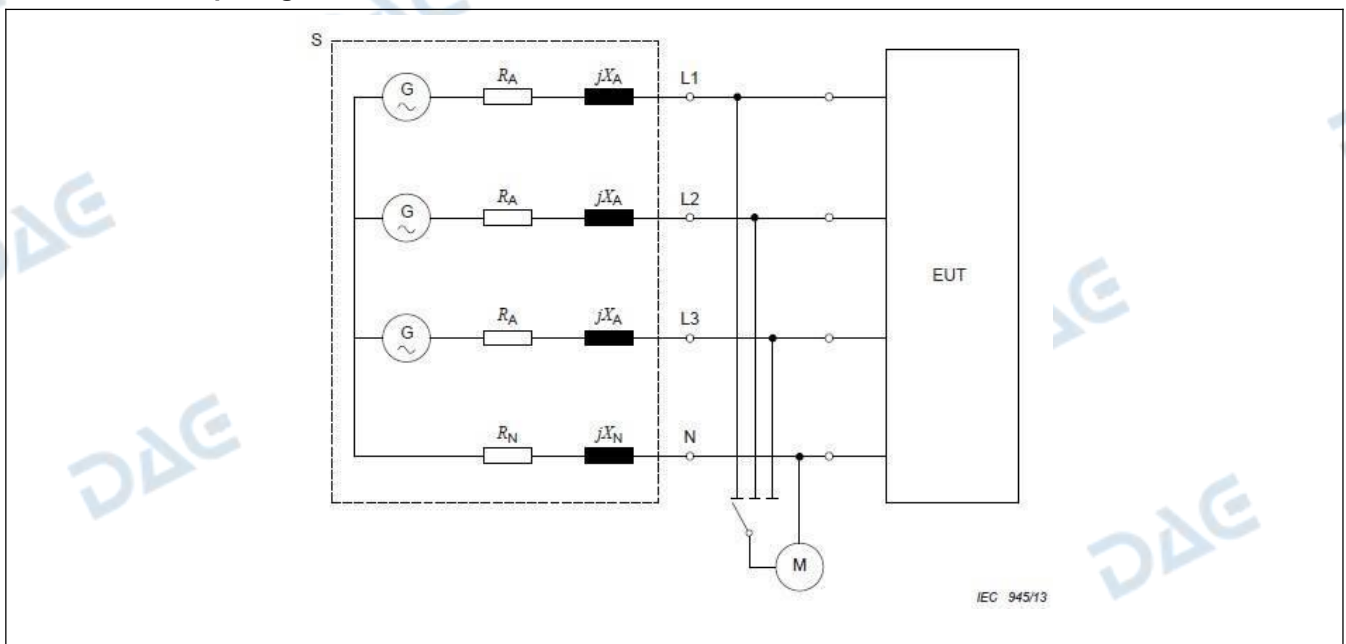 S
G
R_A
jX_A
L1
G
R_A
jX_A
L2
G
R_A
jX_A
L3
R_N
jX_N
N
EUT
M
IEC 945/13
DAE
DAE
DAE
DAE